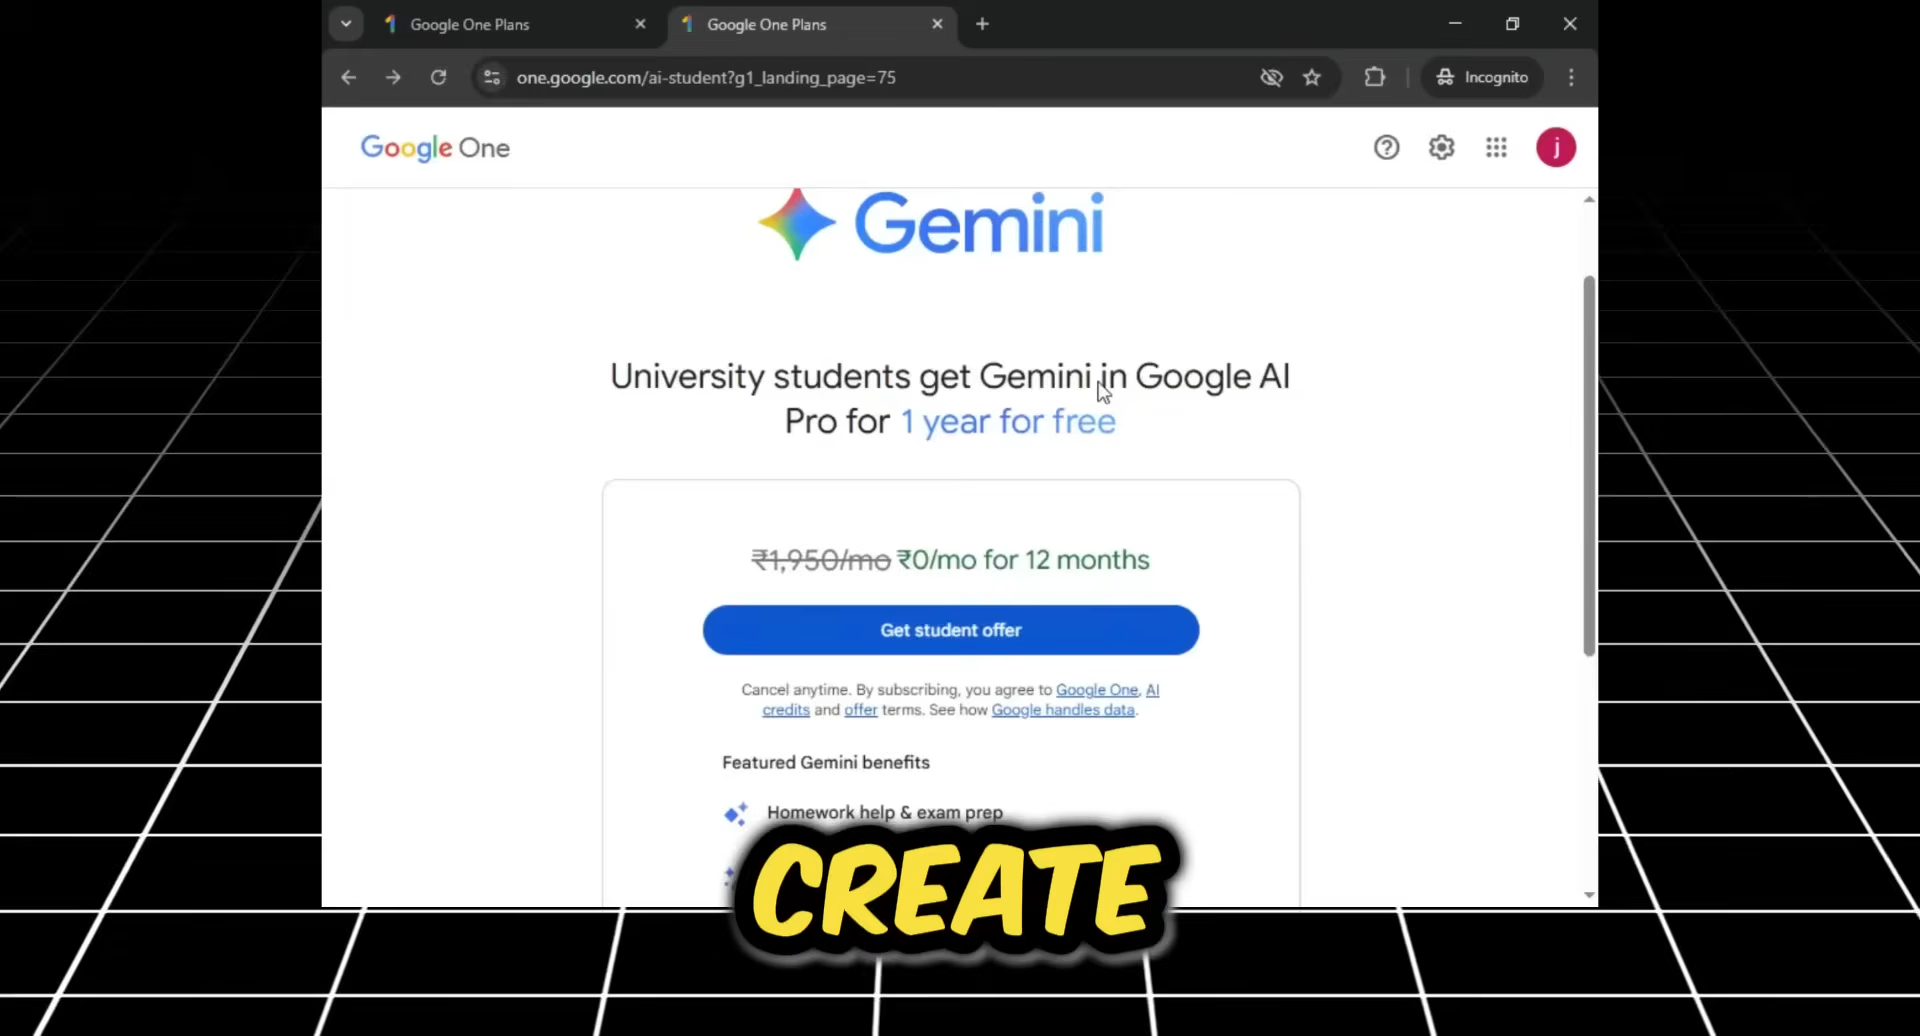 Google One Plans
Google One Plans
one.google.com/ai-student?g1_landing_page=75
Incognito
Google One
j
Gemini
University students get Gemini in Google AI
Pro for 1 year for free
₹1,950/mo ₹0/mo for 12 months
Get student offer
Cancel anytime. By subscribing, you agree to Google One, AI
credits and offer terms. See how Google handles data.
Featured Gemini benefits
Homework help & exam prep
CREATE